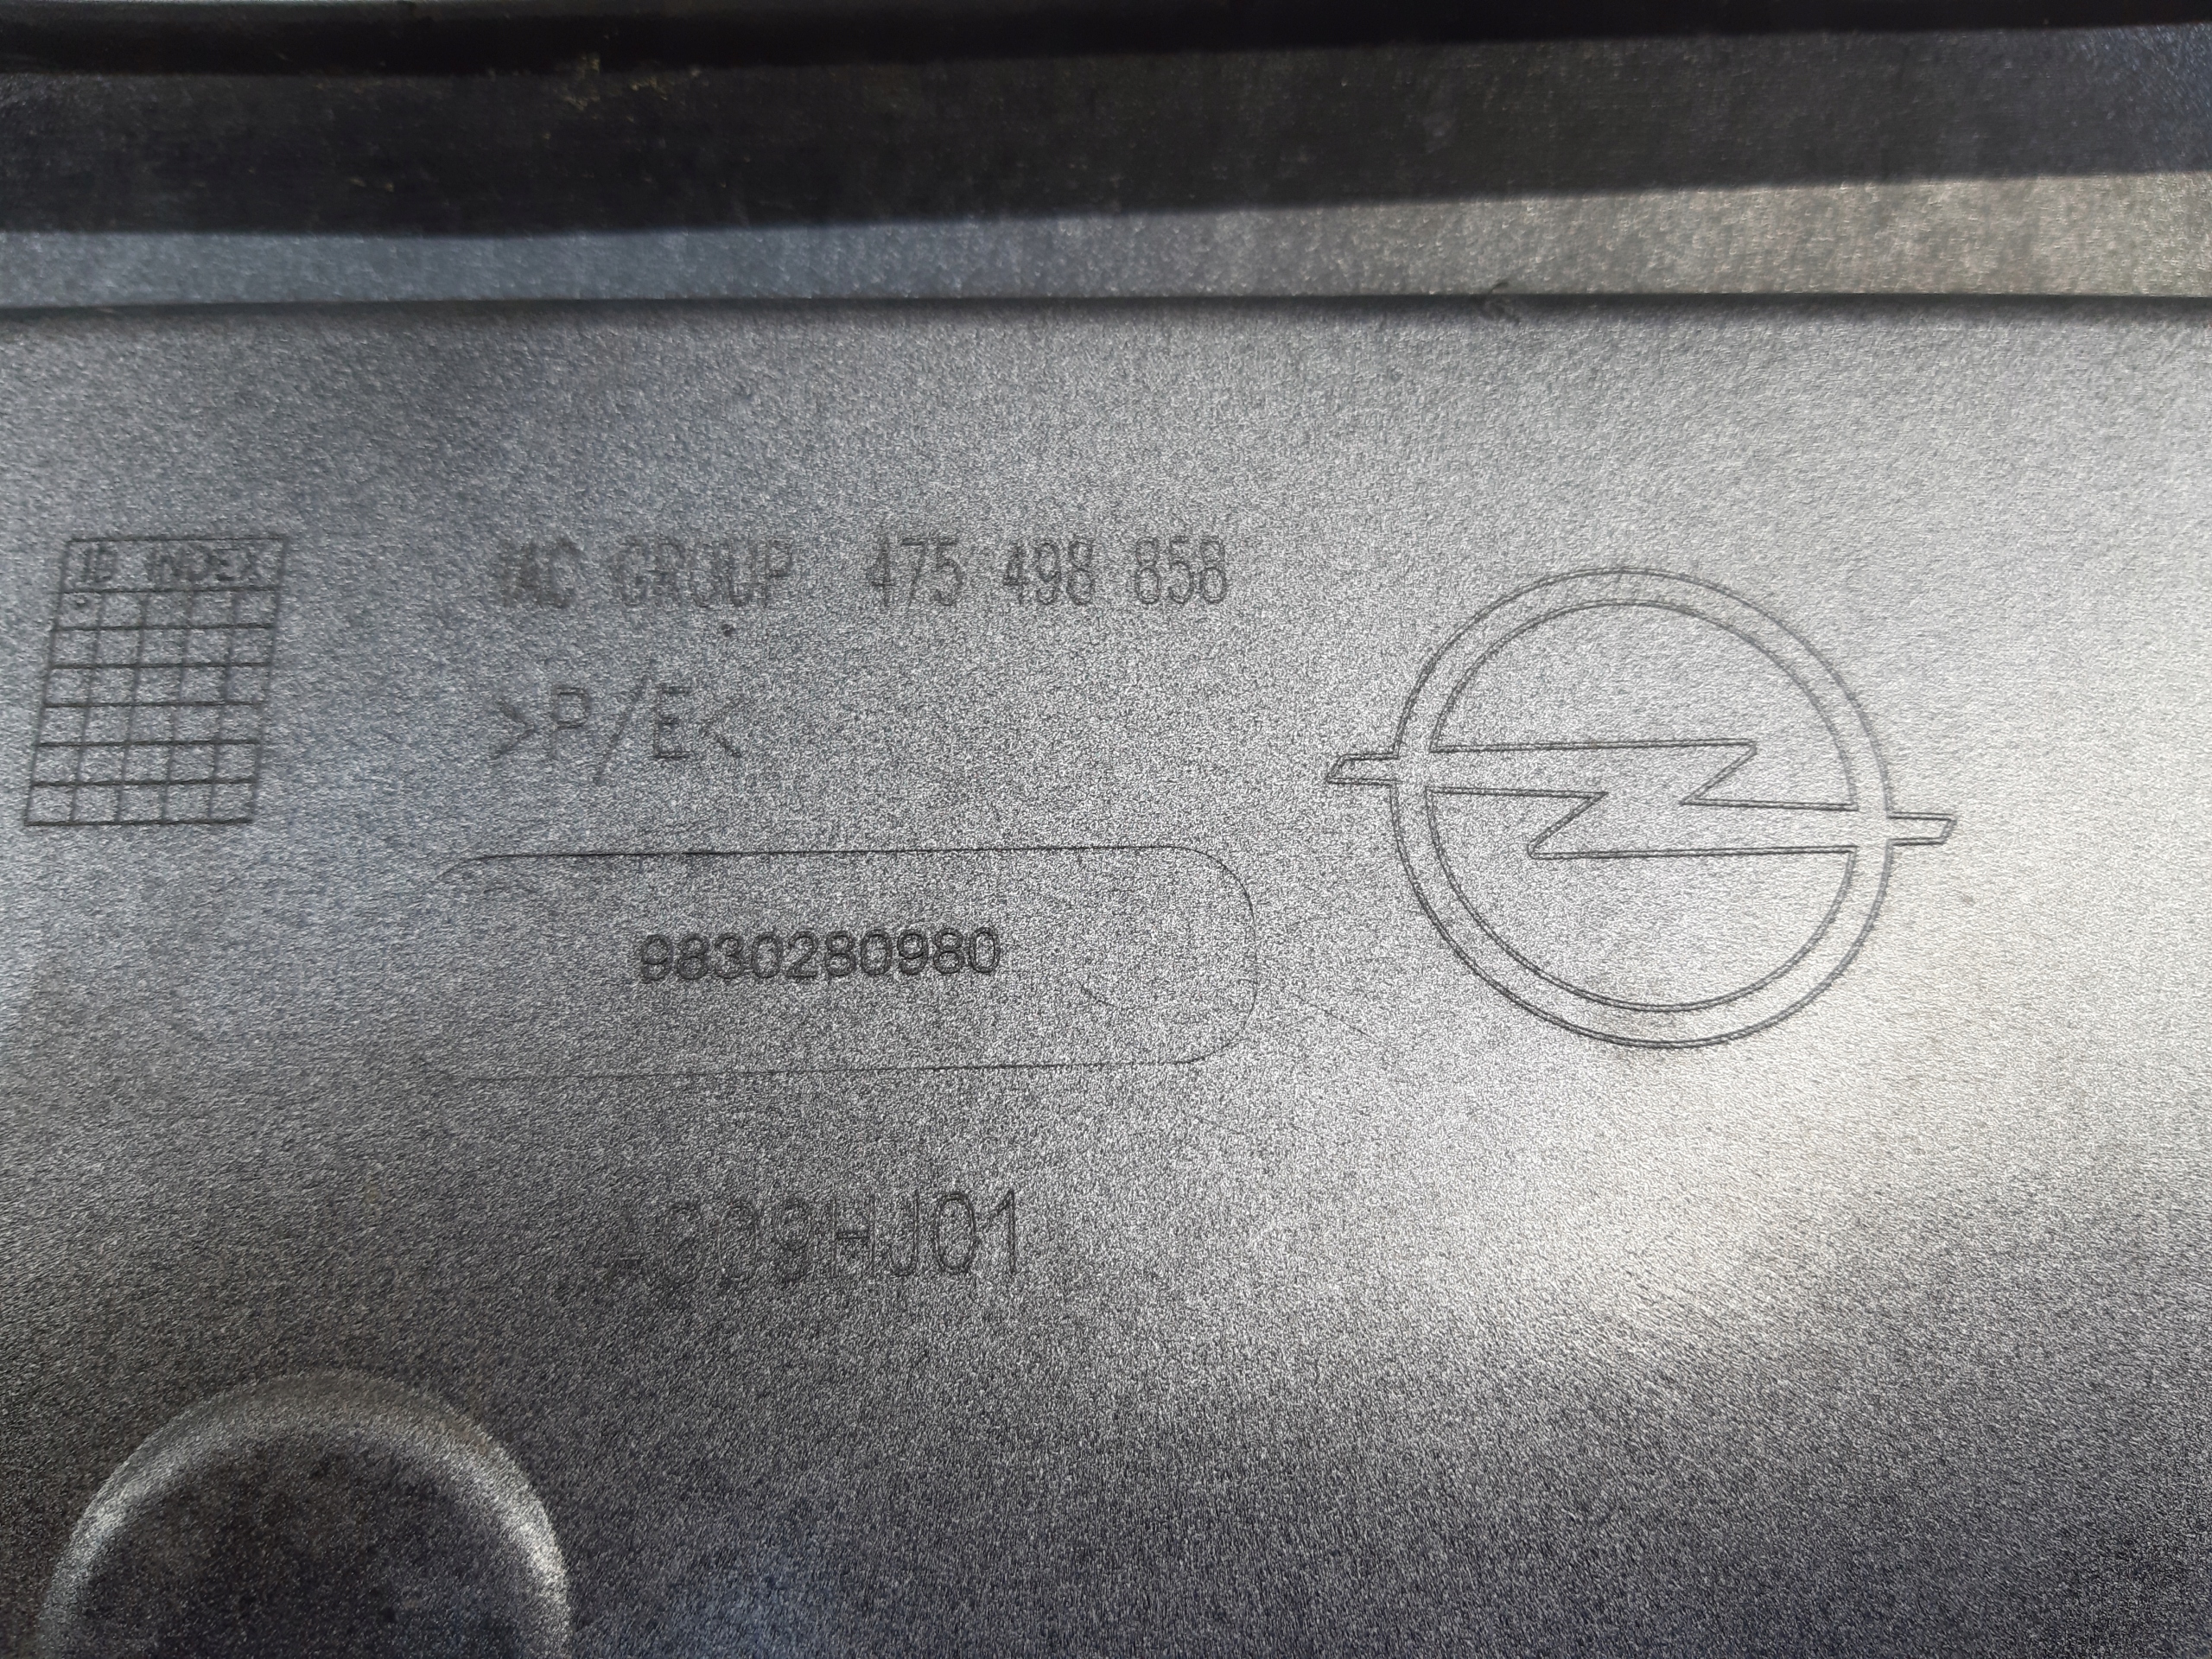 ID INDEX
IAC GROUP 475 498 858
>P/E<
9830280980